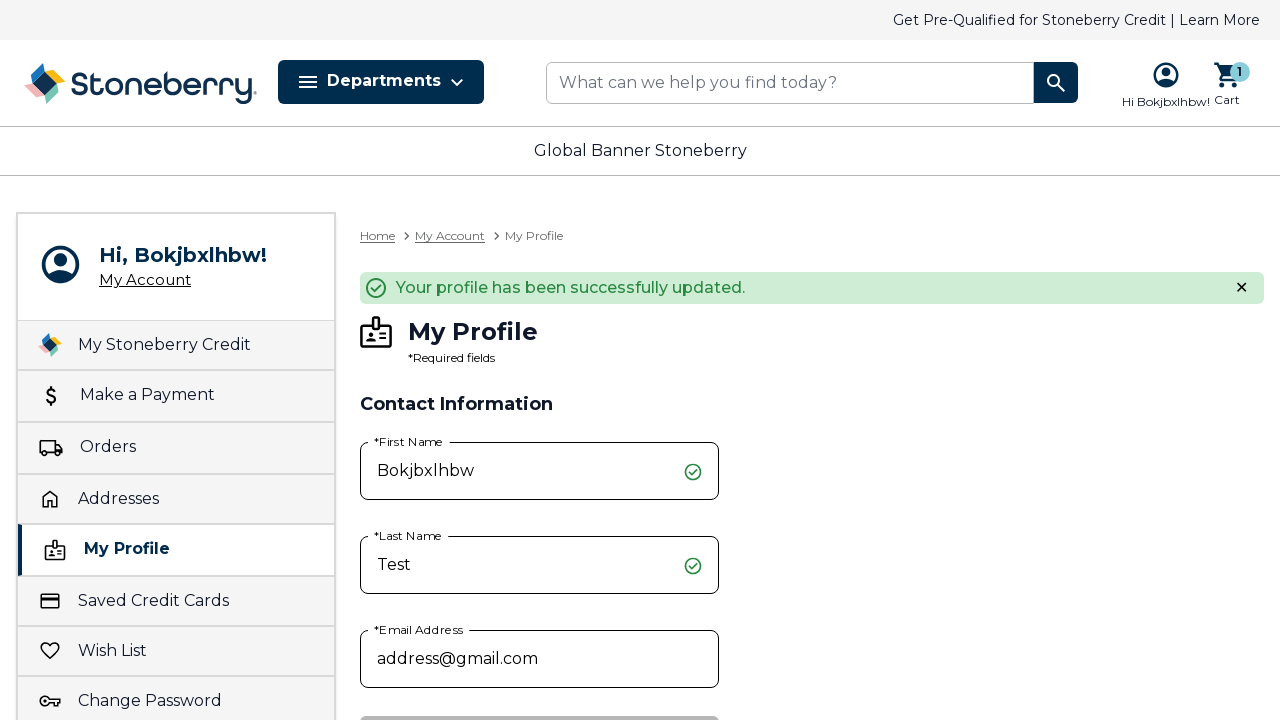 Get Pre-Qualified for Stoneberry Credit | Learn More
Stoneberry
Departments
What can we help you find today?
1
Hi Bokjbxlhbw!
Cart
Global Banner Stoneberry
Hi, Bokjbxlhbw!
My Account
My Stoneberry Credit
Make a Payment
Orders
Addresses
My Profile
Saved Credit Cards
Wish List
Change Password
Home > My Account > My Profile
Your profile has been successfully updated.
My Profile
*Required fields
Contact Information
*First Name
Bokjbxlhbw
*Last Name
Test
*Email Address
address@gmail.com